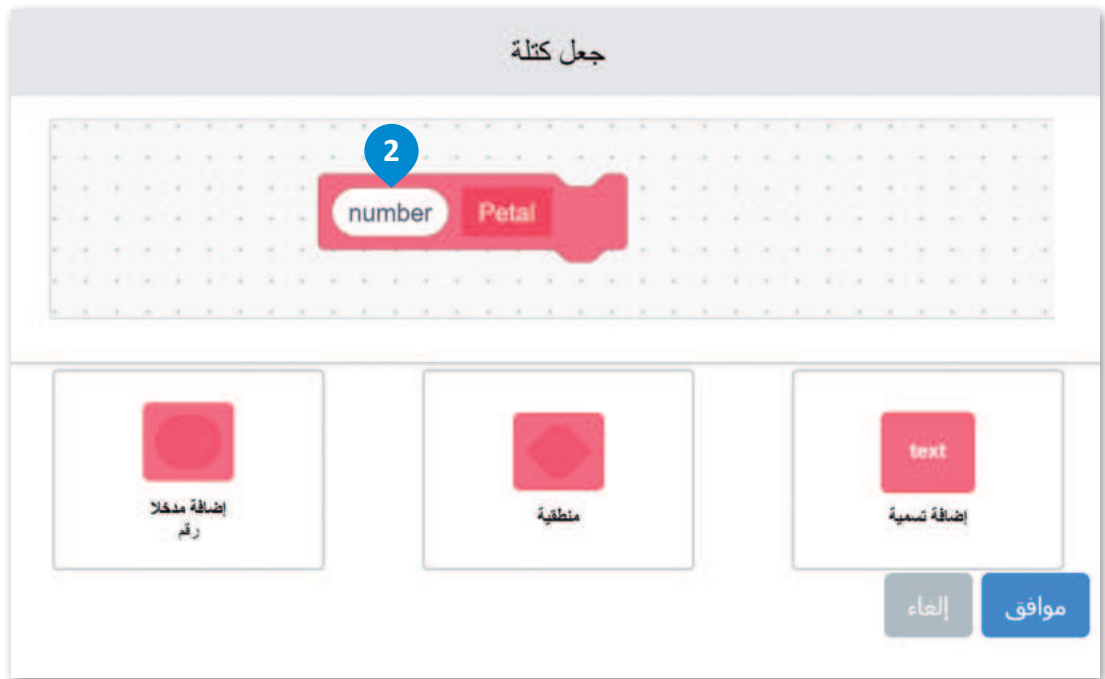 جعل كتلة
2
number Petal
text
إضافة تسمية
منطقية
إضافة مدخلا
رقم
موافق
إلغاء